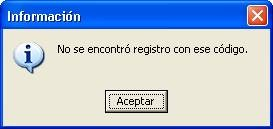 Información
No se encontró registro con ese código.
Aceptar